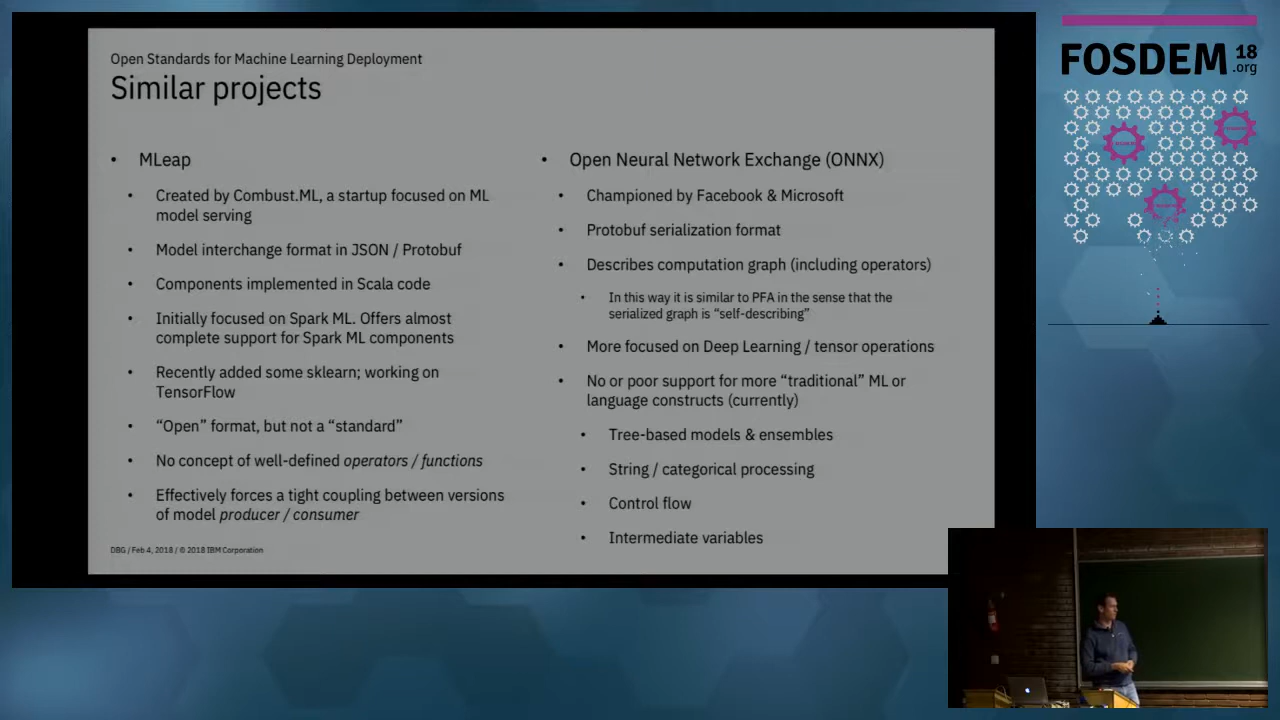 Open Standards for Machine Learning Deployment
Similar projects
• MLeap
• Created by Combust.ML, a startup focused on ML
model serving
• Model interchange format in JSON / Protobuf
• Components implemented in Scala code
• Initially focused on Spark ML. Offers almost
complete support for Spark ML components
• Recently added some sklearn; working on
TensorFlow
• “Open” format, but not a “standard”
• No concept of well-defined operators / functions
• Effectively forces a tight coupling between versions
of model producer / consumer
• Open Neural Network Exchange (ONNX)
• Championed by Facebook & Microsoft
• Protobuf serialization format
• Describes computation graph (including operators)
• In this way it is similar to PFA in the sense that the
serialized graph is “self-describing”
• More focused on Deep Learning / tensor operations
• No or poor support for more “traditional” ML or
language constructs (currently)
• Tree-based models & ensembles
• String / categorical processing
• Control flow
• Intermediate variables
DBG / Feb 4, 2018 / © 2018 IBM Corporation
FOSDEM 18
.org